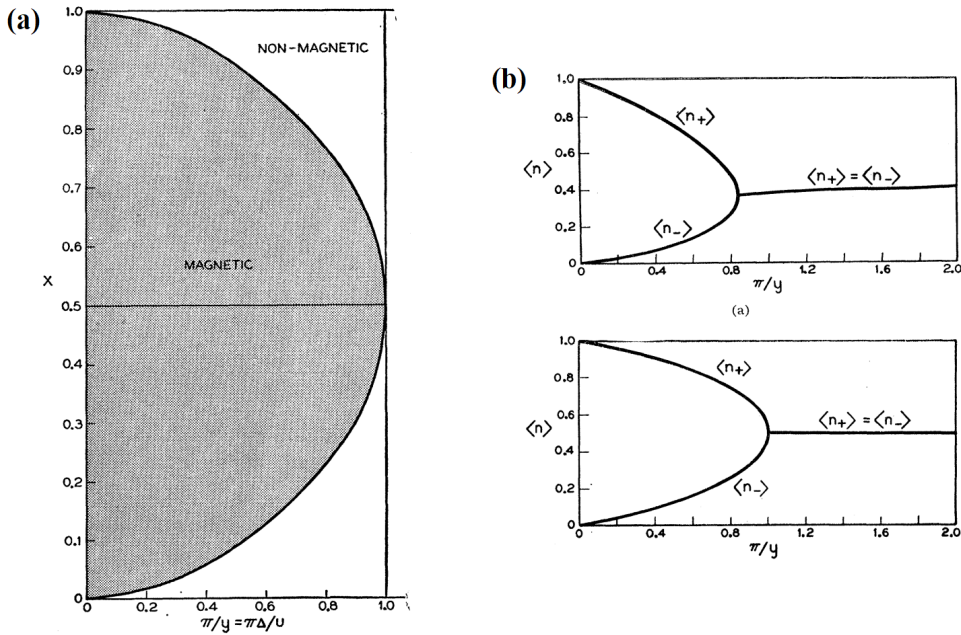 (a)
1.0
NON-MAGNETIC
0.9
0.8
0.7
0.6
MAGNETIC
X
0.5
0.4
0.3
0.2
0.1
0
0 0.2 0.4 0.6 0.8 1.0
π/y = πΔ/U
(b)
1.0
⟨n+⟩
0.8
0.6
⟨n⟩
⟨n+⟩ = ⟨n-⟩
0.4
⟨n-⟩
0.2
0
0 0.4 0.8 1.2 1.6 2.0
π/y
(a)
1.0
⟨n+⟩
0.8
0.6
⟨n⟩
⟨n+⟩ = ⟨n-⟩
0.4
0.2
⟨n-⟩
0
0 0.4 0.8 1.2 1.6 2.0
π/y